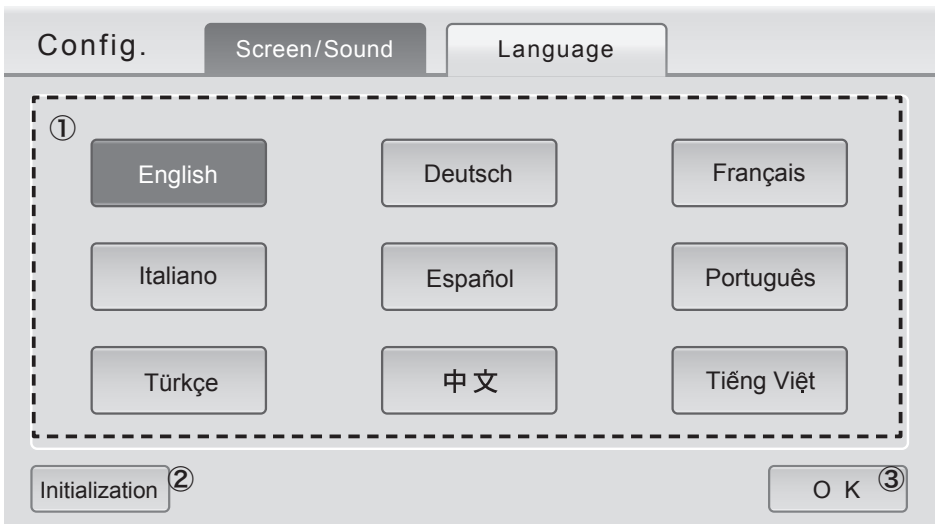 Config. Screen/Sound Language
①
English Deutsch Français
Italiano Español Português
Türkçe 中文 Tiếng Việt
Initialization ② O K ③